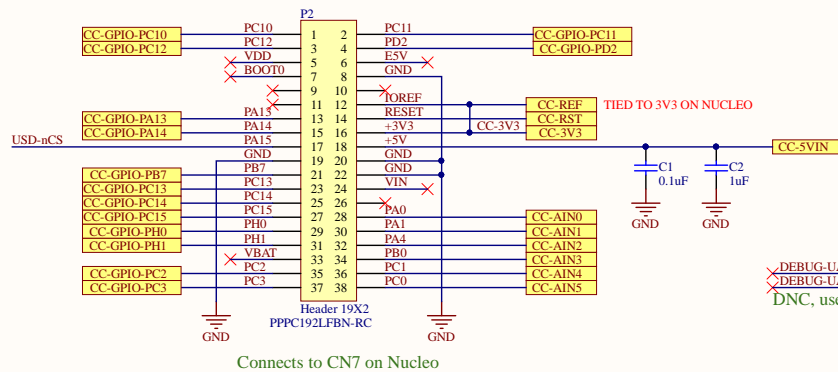 P2
CC-GPIO-PC10 PC10 1 2 PC11 CC-GPIO-PC11
CC-GPIO-PC12 PC12 3 4 PD2 CC-GPIO-PD2
VDD 5 6 E5V
BOOT0 7 8 GND
9 10
11 12 IOREF CC-REF TIED TO 3V3 ON NUCLEO
CC-GPIO-PA13 PA13 13 14 RESET CC-RST
CC-GPIO-PA14 PA14 15 16 +3V3 CC-3V3 CC-3V3
USD-nCS PA15 17 18 +5V CC-5VIN
GND 19 20 GND
CC-GPIO-PB7 PB7 21 22 GND C1 C2
CC-GPIO-PC13 PC13 23 24 VIN 0.1uF 1uF
CC-GPIO-PC14 PC14 25 26
CC-GPIO-PC15 PC15 27 28 PA0 CC-AIN0
GND GND
CC-GPIO-PH0 PH0 29 30 PA1 CC-AIN1
CC-GPIO-PH1 PH1 31 32 PA4 CC-AIN2
VBAT 33 34 PB0 CC-AIN3
CC-GPIO-PC2 PC2 35 36 PC1 CC-AIN4 DEBUG-UA
CC-GPIO-PC3 PC3 37 38 PC0 CC-AIN5 DEBUG-UA
DNC, use
Header 19X2
PPPC192LFBN-RC
GND GND
Connects to CN7 on Nucleo